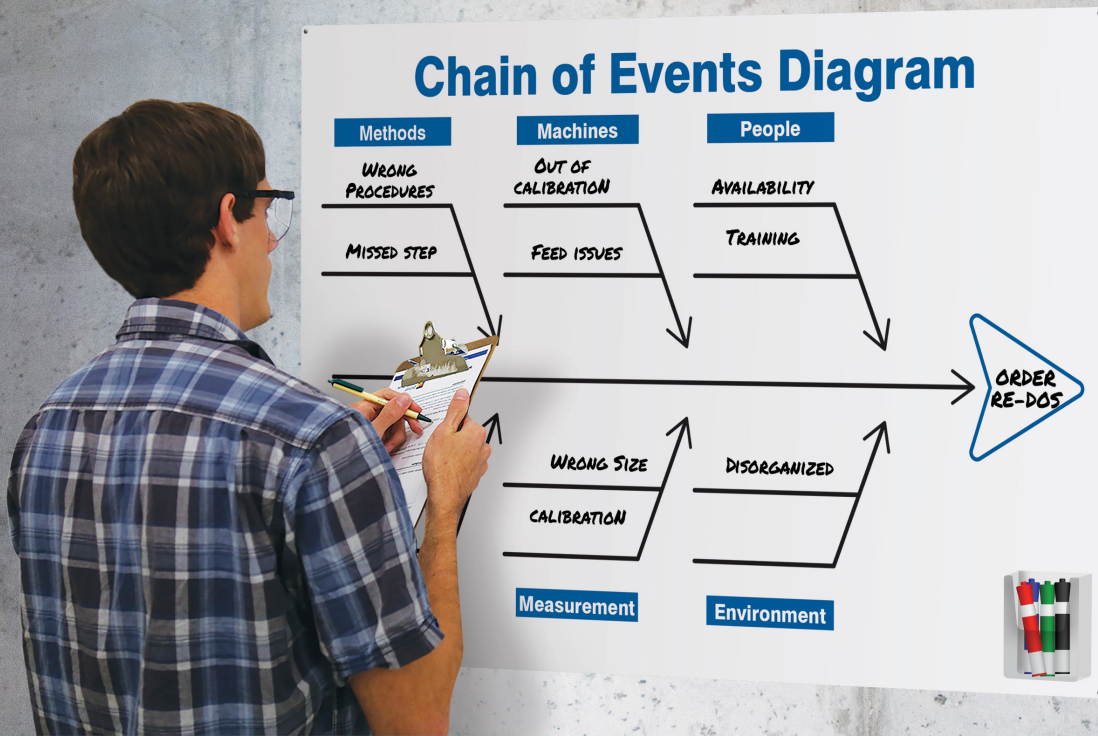 Chain of Events Diagram
Methods
Machines
People
WRONG
PROCEDURES
OUT OF
CALIBRATION
AVAILABILITY
MISSED STEP
FEED ISSUES
TRAINING
ORDER
RE-DOS
WRONG SIZE
DISORGANIZED
CALIBRATION
Measurement
Environment